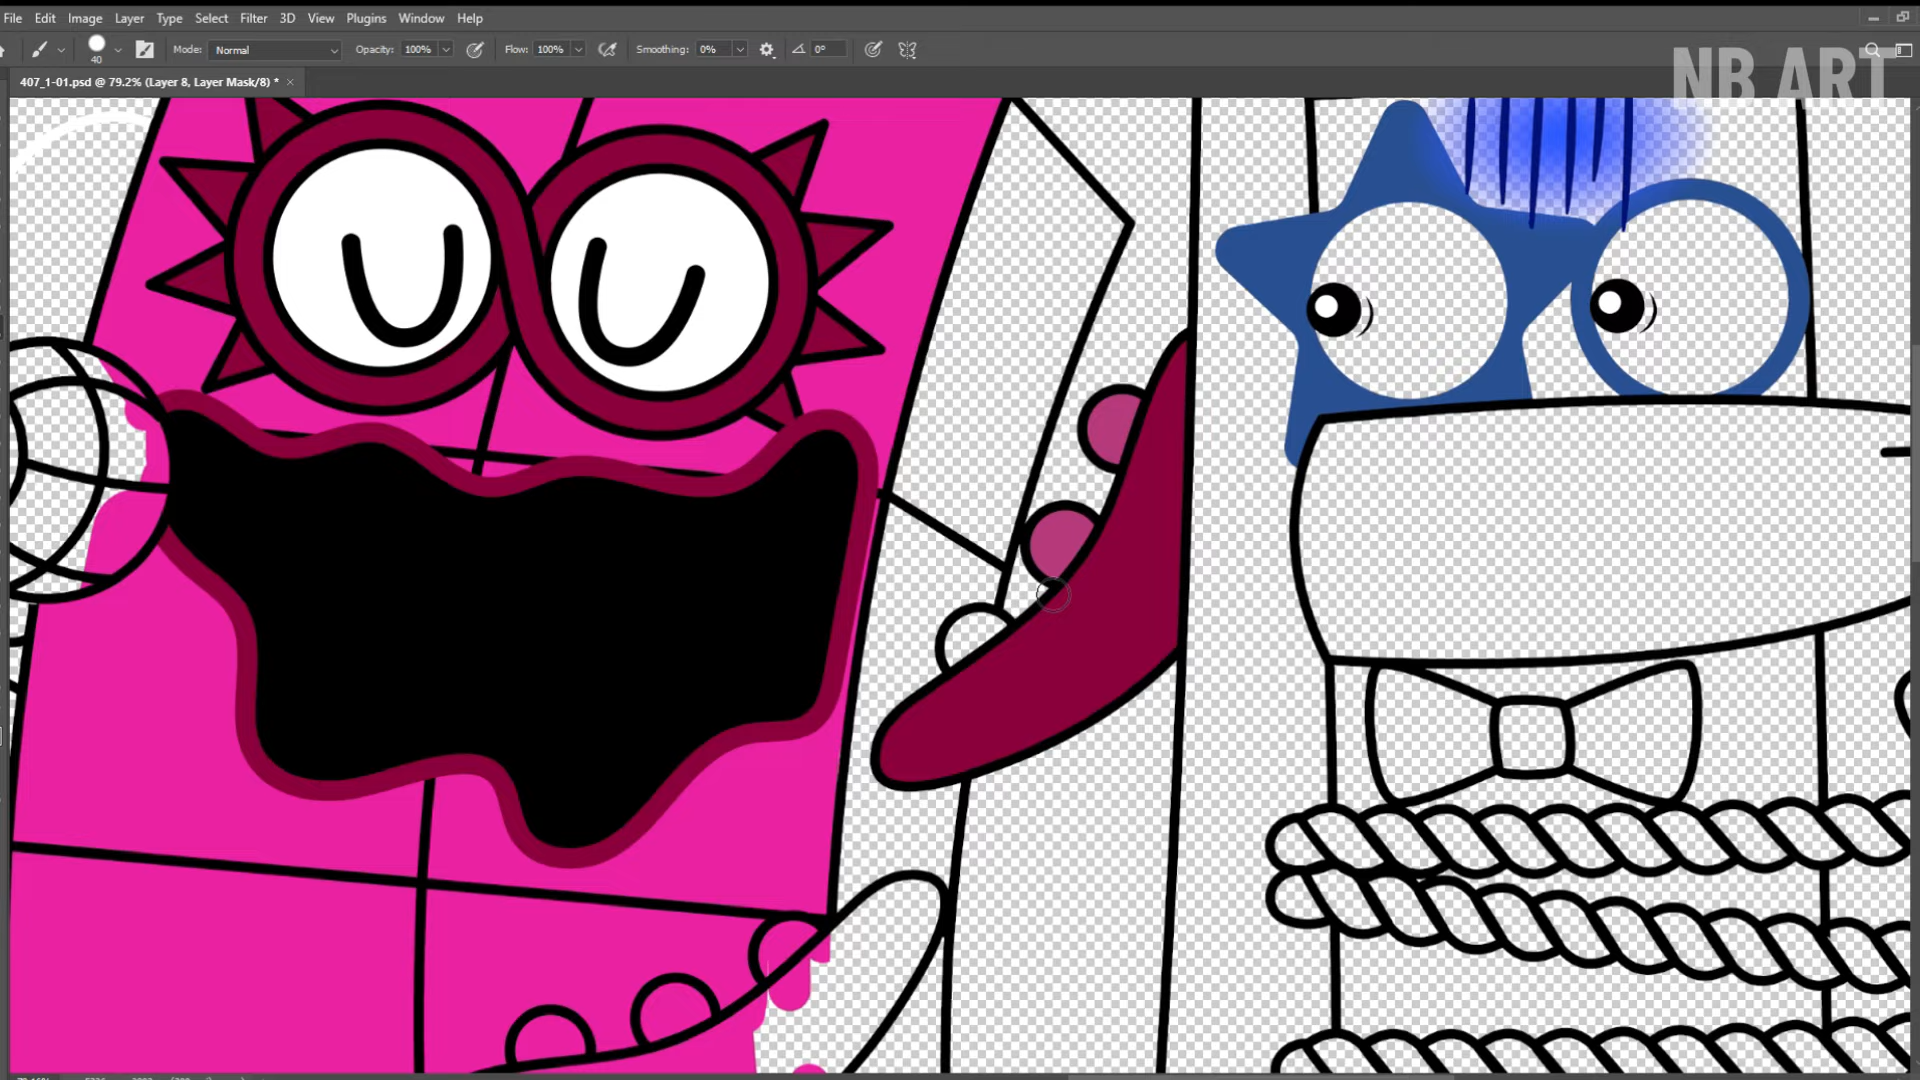 File Edit Image Layer Type Select Filter 3D View Plugins Window Help
40 Mode: Normal Opacity: 100% Flow: 100% Smoothing: 0% 0°
NB ART
407_1-01.psd @ 79.2% (Layer 8, Layer Mask/8) * ×